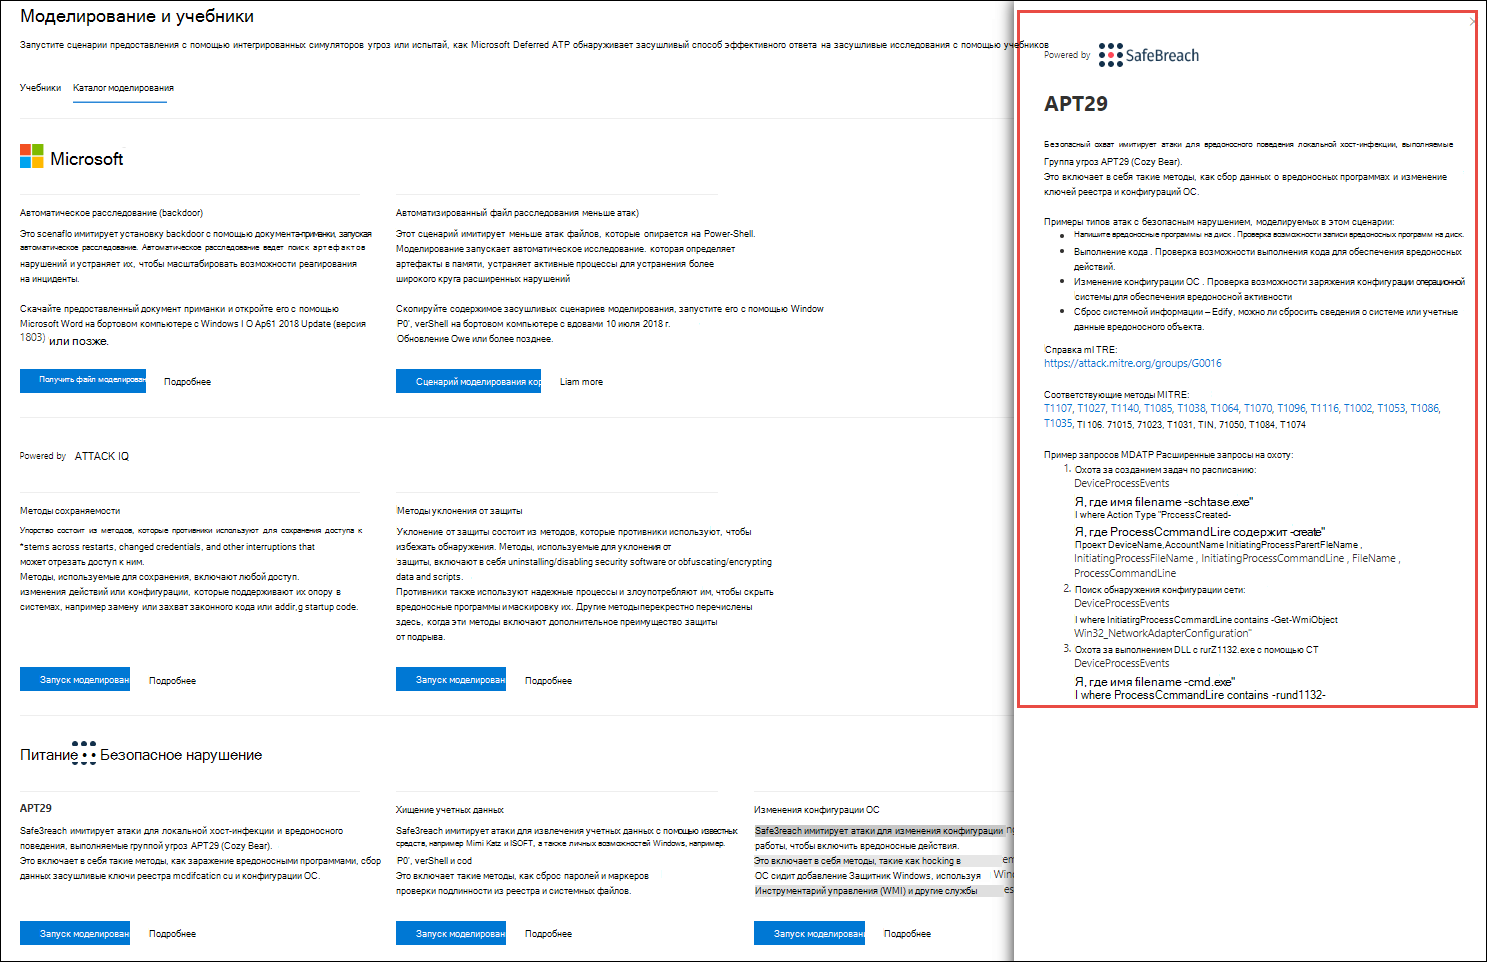 Моделирование и учебники
Запустите сценарии предоставления с помощью интегрированных симуляторов угроз или испытай, как Microsoft Deferred ATP обнаруживает засушливый способ эффективного ответа на засушливые исследования с помощью учебников
Учебники Каталог моделирования
Microsoft
Автоматическое расследование (backdoor)
Это scenaflo имитирует установку backdoor с помощью документа-приманки, запуская
автоматическое расследование. Автоматическое расследование ведет поиск артефактов
нарушений и устраняет их, чтобы масштабировать возможности реагирования
на инциденты.
Скачайте предоставленный документ приманки и откройте его с помощью
Microsoft Word на бортовом компьютере с Windows I O Ap61 2018 Update (версия
1803) или позже.
Получить файл моделирован Подробнее
Автоматизированный файл расследования меньше атак)
Этот сценарий имитирует меньше атак файлов, которые опирается на Power-Shell.
Моделирование запускает автоматическое исследование. которая определяет
артефакты в памяти, устраняет активные процессы для устранения более
широкого круга расширенных нарушений
Скопируйте содержимое засушливых сценариев моделирования, запустите его с помощью Window
P0', verShell на бортовом компьютере с вдовами 10 июля 2018 г.
Обновление Owe или более позднее.
Сценарий моделирования кор Liam more
Powered by ATTACK IQ
Методы сохраняемости
Упорство состоит из методов, которые противники используют для сохранения доступа к
*stems across restarts, changed credentials, and other interruptions that
может отрезать доступ к ним.
Методы, используемые для сохранения, включают любой доступ.
изменения действий или конфигурации, которые поддерживают их опору в
системах, например замену или захват законного кода или addir,g startup code.
Запуск моделирован Подробнее
Методы уклонения от защиты
Уклонение от защиты состоит из методов, которые противники используют, чтобы
избежать обнаружения. Методы, используемые для уклонения от
защиты, включают в себя uninstalling/disabling security software or obfuscating/encrypting
data and scripts.
Противники также используют надежные процессы и злоупотребляют им, чтобы скрыть
вредоносные программы и маскировку их. Другие методы перекрестно перечислены
здесь, когда эти методы включают дополнительное преимущество защиты
от подрыва.
Запуск моделирован Подробнее
Питание Безопасное нарушение
APT29
Safe3reach имитирует атаки для локальной хост-инфекции и вредоносного
поведения, выполняемые группой угроз APT29 (Cozy Bear).
Это включает в себя такие методы, как заражение вредоносными программами, сбор
данных засушливые ключи реестра mcdifcation cu и конфигурации ОС.
Запуск моделирован Подробнее
Хищение учетных данных
Safe3reach имитирует атаки для извлечения учетных данных с помощью известных
средств, например Mimi Katz и ISOFT, а также личных возможностей Windows, например.
P0', verShell и cod
Это включает такие методы, как сброс паролей и маркеров
проверки подлинности из реестра и системных файлов.
Запуск моделирован Подробнее
Изменения конфигурации ОС
Safe3reach имитирует атаки для изменения конфигурации
работы, чтобы включить вредоносные действия.
Это включает в себя методы, такие как hocking в em
ОС сидит добавление Защитник Windows, используя Wind
Инструментарий управления (WMI) и другие службы es
Запуск моделирован Подробнее
Powered by SafeBreach
APT29
Безопасный охват имитирует атаки для вредоносного поведения локальной хост-инфекции, выполняемые
Группа угроз APT29 (Cozy Bear).
Это включает в себя такие методы, как сбор данных о вредоносных программах и изменение
ключей реестра и конфигураций ОС.
Примеры типов атак с безопасным нарушением, моделируемых в этом сценарии:
• Напишите вредоносные программы на диск . Проверка возможности записи вредоносных программ на диск.
• Выполнение кода . Проверка возможности выполнения кода для обеспечения вредоносных
действий.
• Изменение конфигурации ОС . Проверка возможности заряжения конфигурации операционной
системы для обеспечения вредоносной активности
• Сброс системной информации – Edify, можно ли сбросить сведения о системе или учетные
данные вредоносного объекта.
Справка mI TRE:
https://attack.mitre.org/groups/G0016
Соответствующие методы MITRE:
T1107, T1027, T1140, T1085, T1038, T1064, T1070, T1096, T1116, T1002, T1053, T1086,
T1035, TI 106. 71015, 71023, T1031, TIN, 71050, T1084, T1074
Пример запросов MDATP Расширенные запросы на охоту:
1. Охота за созданием задач по расписанию:
DeviceProcessEvents
Я, где имя filename -schtase.exe"
I where Action Type "ProcessCreated-
Я, где ProcessCcmmandLire содержит -create"
Проект DeviceName,AccountName InitiatingProcessParertFleName ,
InitiatingProcessFileName , InitiatingProcessCommandLine , FileName ,
ProcessCommandLine
2. Поиск обнаружения конфигурации сети:
DeviceProcessEvents
I where InitiatirgProcessCcmmardLine contains -Get-WmiObject
Win32_NetworkAdapterConfiguration"
3. Охота за выполнением DLL с rurZ1132.exe с помощью CT
DeviceProcessEvents
Я, где имя filename -cmd.exe"
I where ProcessCcmmandLire contains -rund1132-